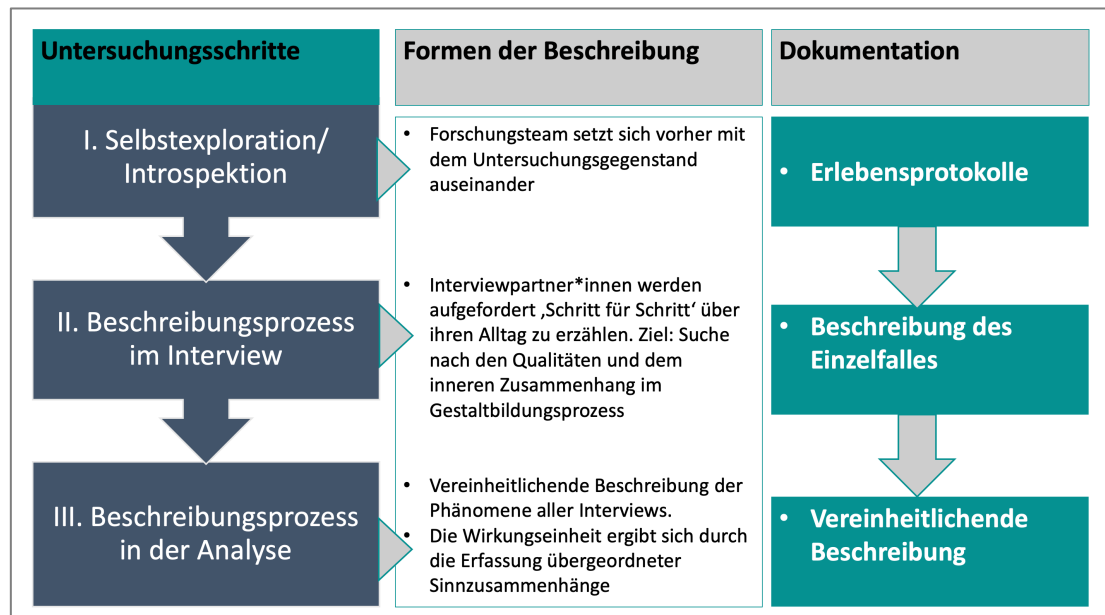 Untersuchungsschritte
Formen der Beschreibung
Dokumentation
I. Selbstexploration/
Introspektion
• Forschungsteam setzt sich vorher mit
dem Untersuchungsgegenstand
auseinander
• Erlebensprotokolle
II. Beschreibungsprozess
im Interview
• Interviewpartner*innen werden
aufgefordert ‚Schritt für Schritt‘ über
ihren Alltag zu erzählen. Ziel: Suche
nach den Qualitäten und dem
inneren Zusammenhang im
Gestaltbildungsprozess
• Beschreibung des
Einzelfalles
III. Beschreibungsprozess
in der Analyse
• Vereinheitlichende Beschreibung der
Phänomene aller Interviews.
• Die Wirkungseinheit ergibt sich durch
die Erfassung übergeordneter
Sinnzusammenhänge
• Vereinheitlichende
Beschreibung